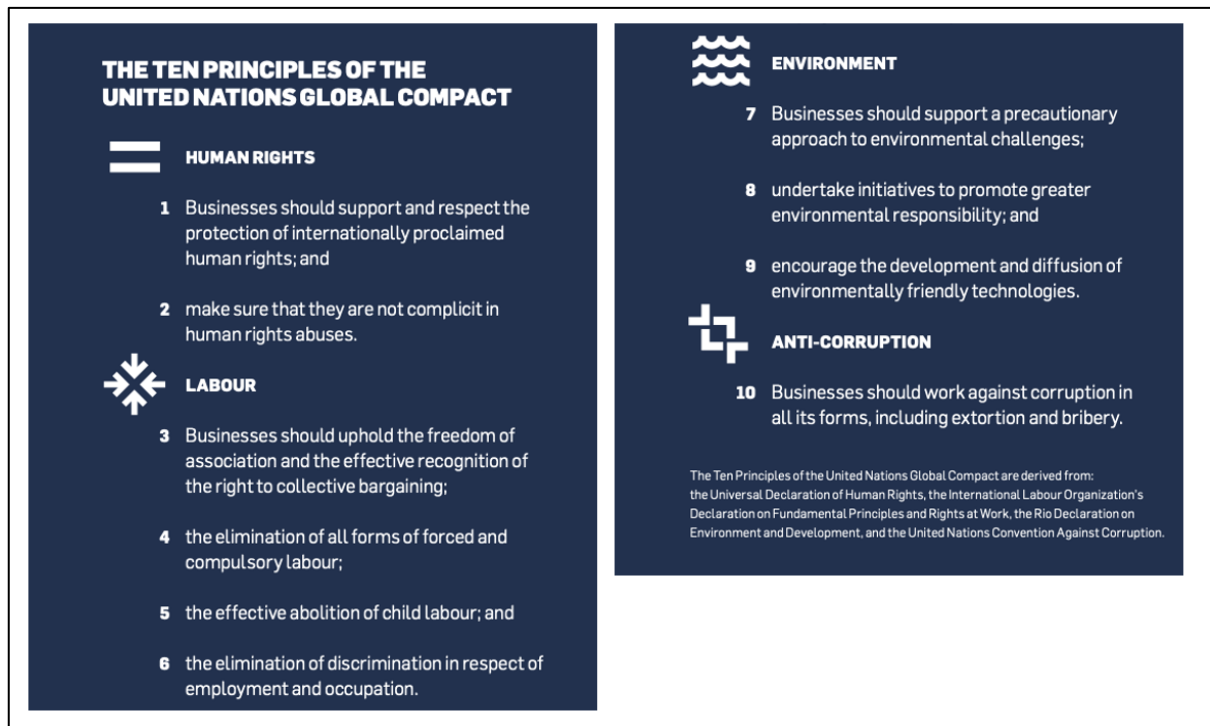 THE TEN PRINCIPLES OF THE
UNITED NATIONS GLOBAL COMPACT
HUMAN RIGHTS
1 Businesses should support and respect the
protection of internationally proclaimed
human rights; and
2 make sure that they are not complicit in
human rights abuses.
LABOUR
3 Businesses should uphold the freedom of
association and the effective recognition of
the right to collective bargaining;
4 the elimination of all forms of forced and
compulsory labour;
5 the effective abolition of child labour; and
6 the elimination of discrimination in respect of
employment and occupation.
ENVIRONMENT
7 Businesses should support a precautionary
approach to environmental challenges;
8 undertake initiatives to promote greater
environmental responsibility; and
9 encourage the development and diffusion of
environmentally friendly technologies.
ANTI-CORRUPTION
10 Businesses should work against corruption in
all its forms, including extortion and bribery.
The Ten Principles of the United Nations Global Compact are derived from:
the Universal Declaration of Human Rights, the International Labour Organization's
Declaration on Fundamental Principles and Rights at Work, the Rio Declaration on
Environment and Development, and the United Nations Convention Against Corruption.